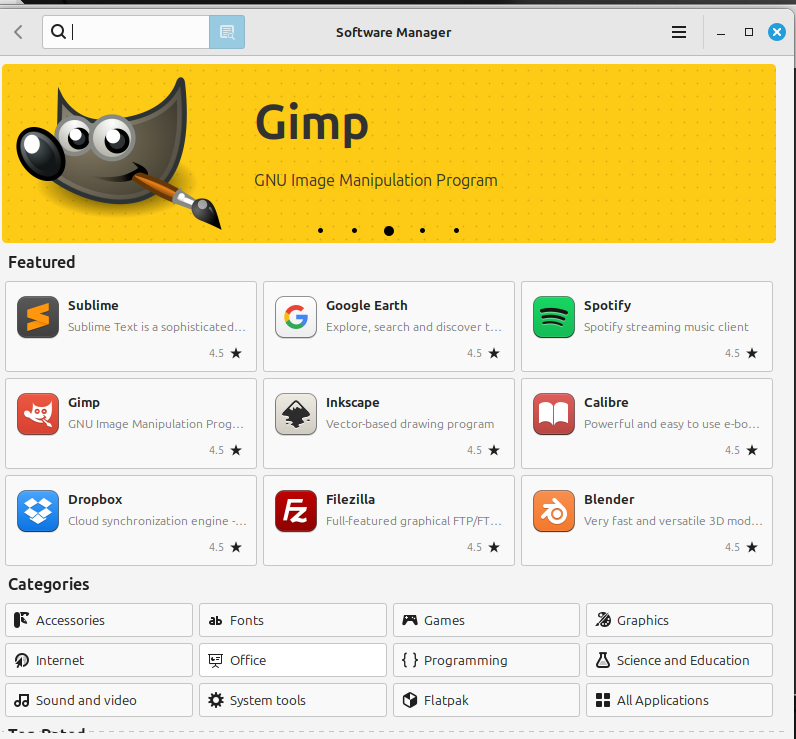 Software Manager
Gimp
GNU Image Manipulation Program
Featured
Sublime
Sublime Text is a sophisticated...
4.5 ★
Google Earth
Explore, search and discover t...
4.5 ★
Spotify
Spotify streaming music client
4.5 ★
Gimp
GNU Image Manipulation Prog...
4.5 ★
Inkscape
Vector-based drawing program
4.5 ★
Calibre
Powerful and easy to use e-bo...
4.5 ★
Dropbox
Cloud synchronization engine -...
4.5 ★
Filezilla
Full-featured graphical FTP/FT...
4.5 ★
Blender
Very fast and versatile 3D mod...
4.5 ★
Categories
Accessories
ab Fonts
Games
Graphics
Internet
Office
{ } Programming
Science and Education
Sound and video
System tools
Flatpak
All Applications
Top Rated